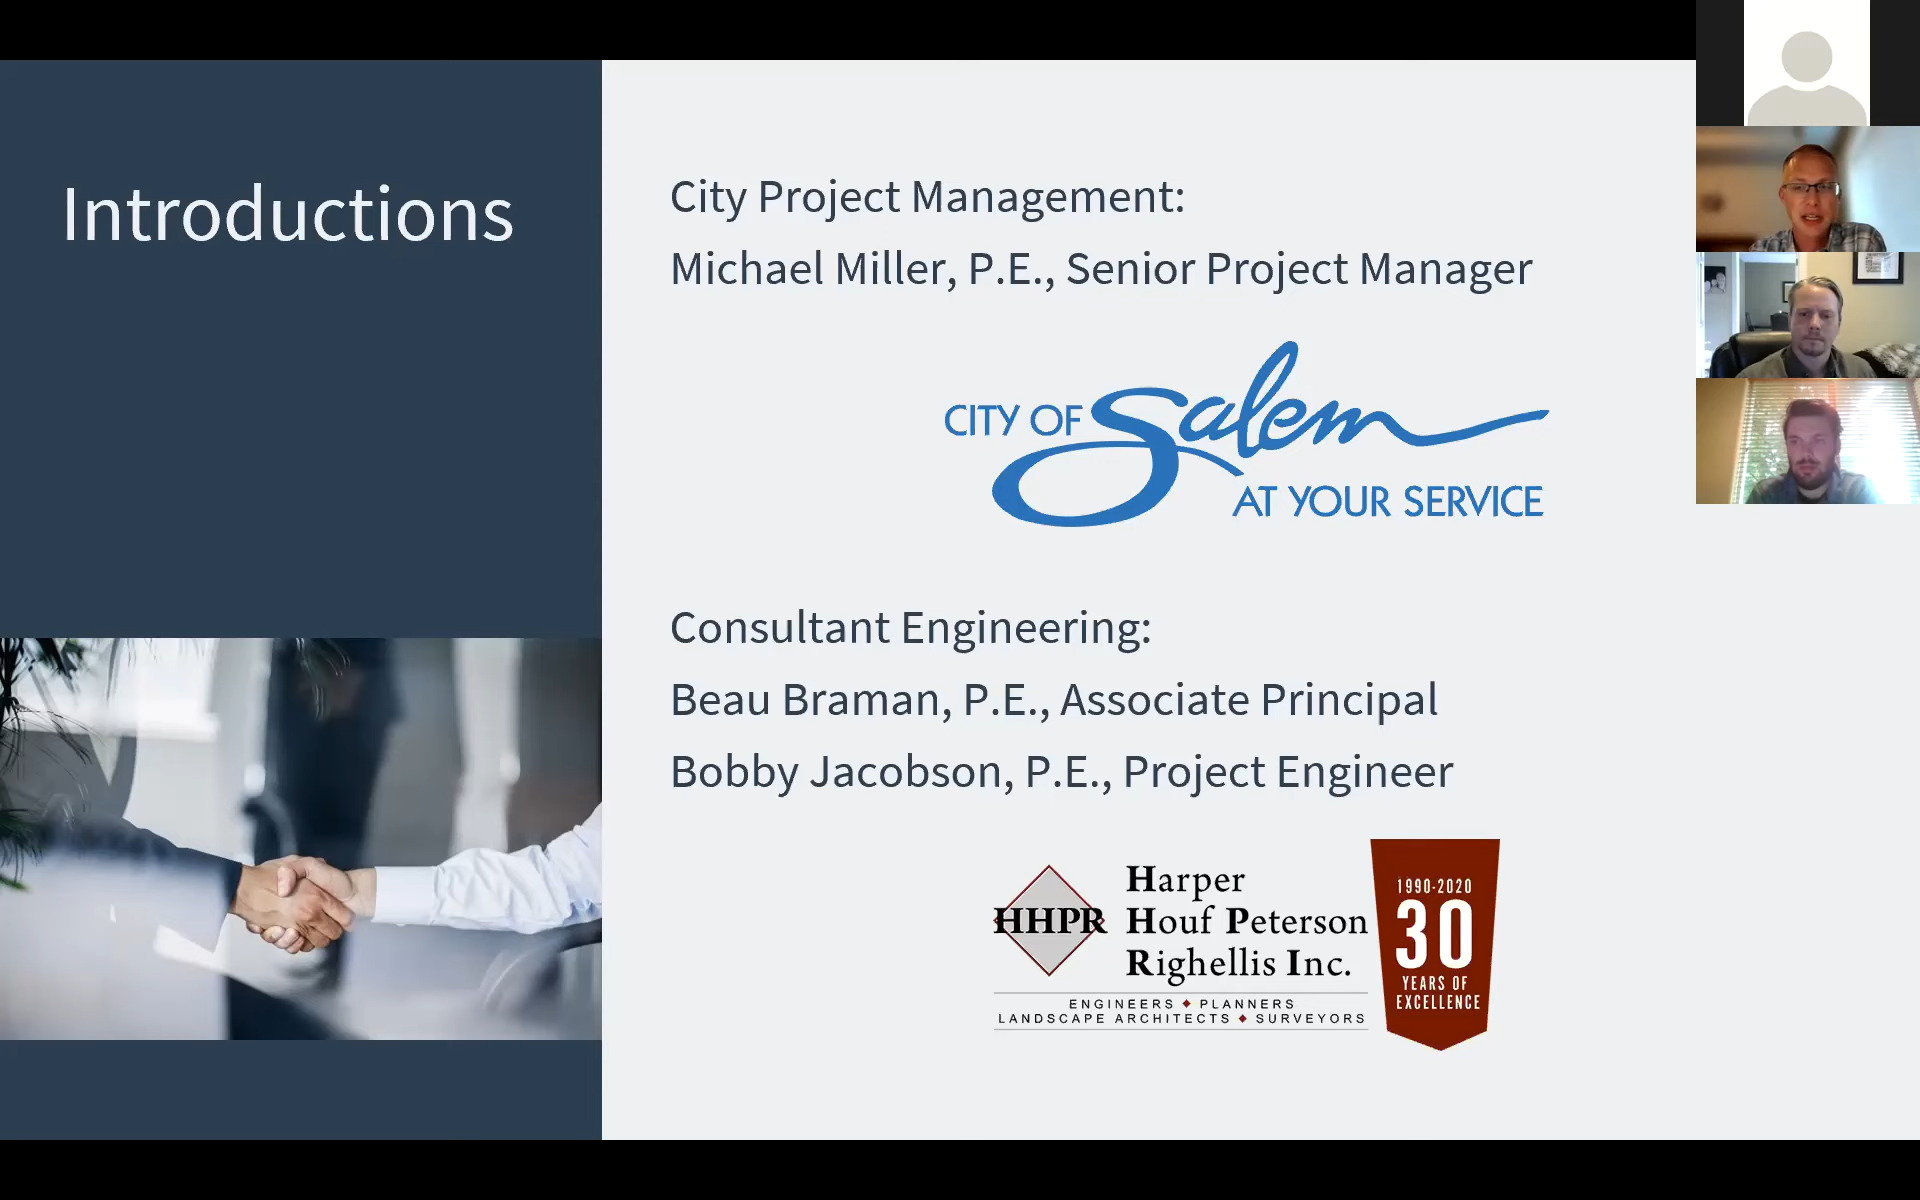 Introductions
City Project Management:
Michael Miller, P.E., Senior Project Manager
CITY OF Salem
AT YOUR SERVICE
Consultant Engineering:
Beau Braman, P.E., Associate Principal
Bobby Jacobson, P.E., Project Engineer
HHPR
Harper
Houf Peterson
Righellis Inc.
ENGINEERS ◆ PLANNERS
LANDSCAPE ARCHITECTS ◆ SURVEYORS
1990-2020
30
YEARS OF
EXCELLENCE